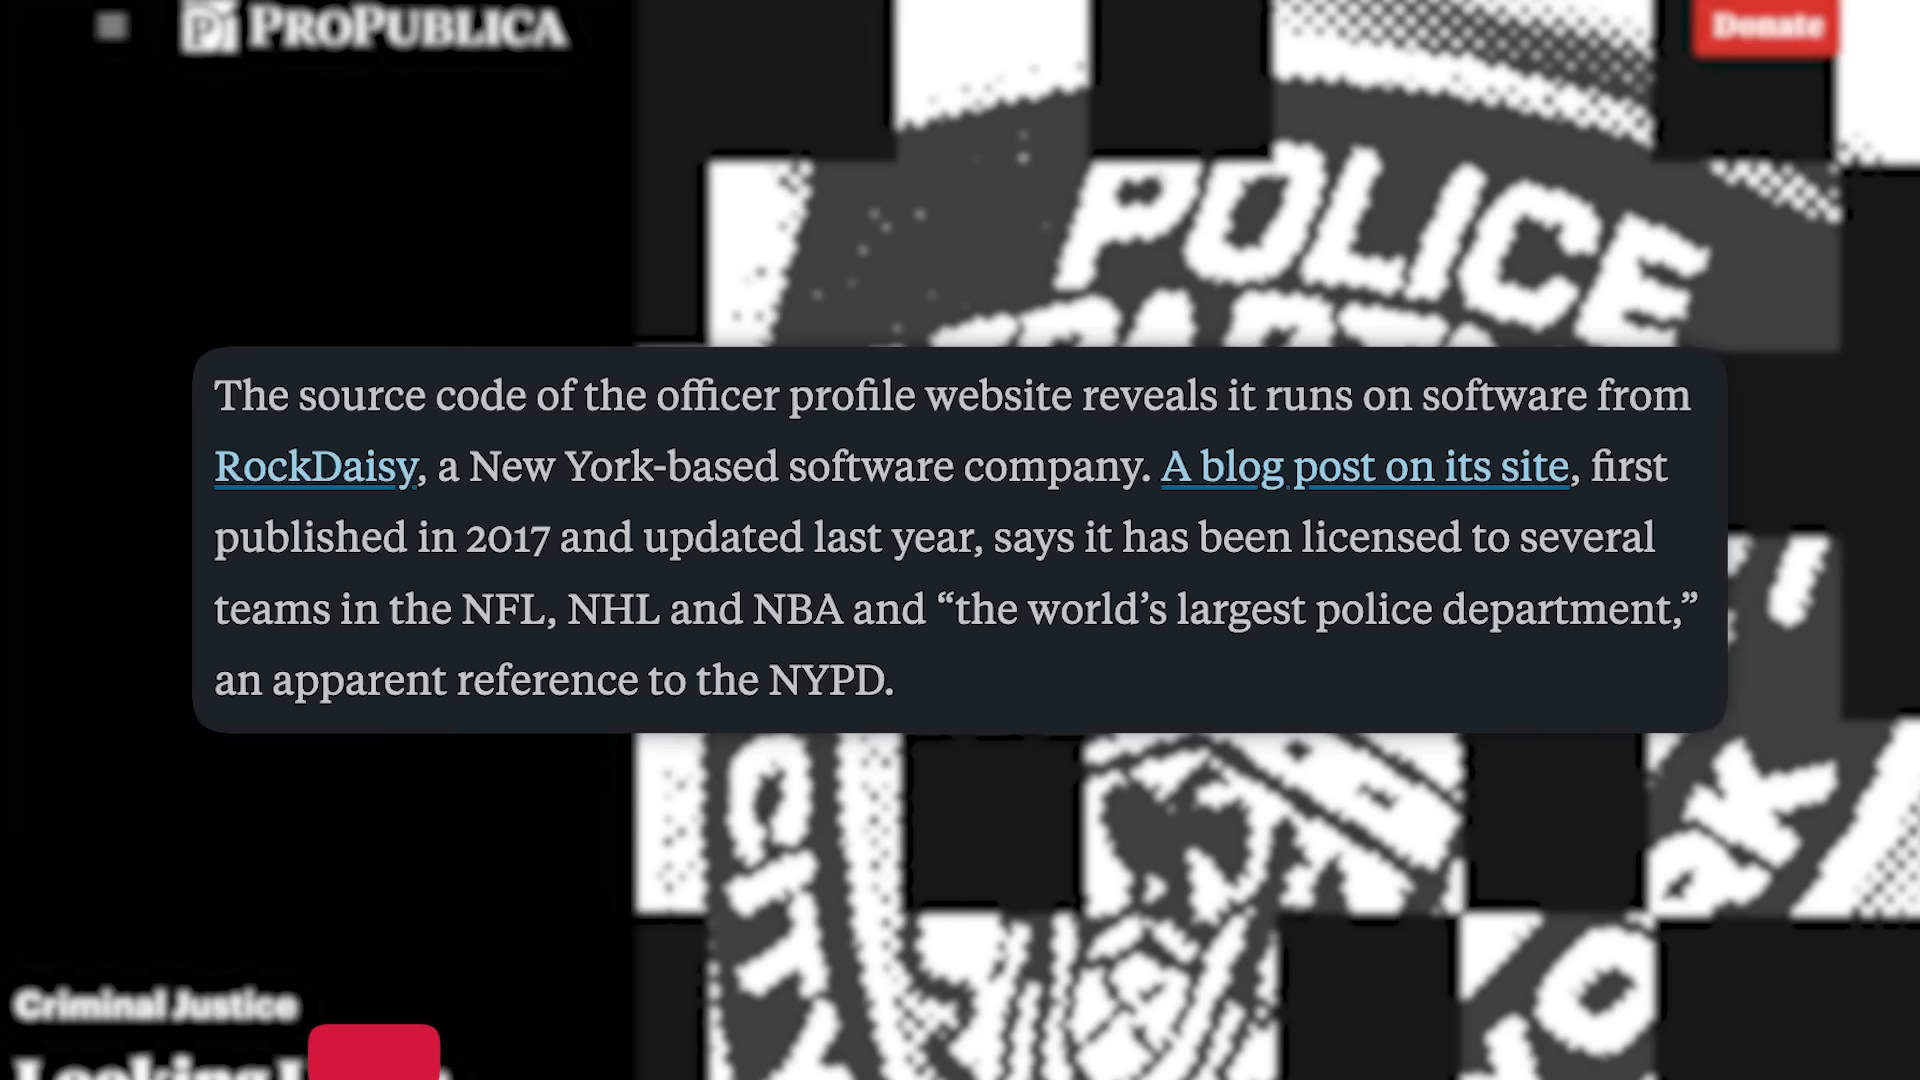 PROPUBLICA
Donate
POLICE
The source code of the officer profile website reveals it runs on software from
RockDaisy, a New York-based software company. A blog post on its site, first
published in 2017 and updated last year, says it has been licensed to several
teams in the NFL, NHL and NBA and “the world’s largest police department,”
an apparent reference to the NYPD.
Criminal Justice
Looking